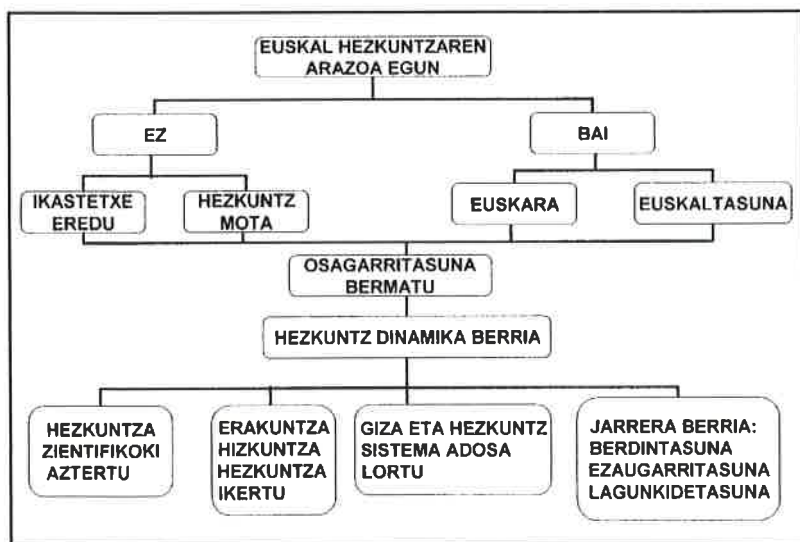 EUSKAL HEZKUNTZAREN
ARAZOA EGUN
EZ
BAI
IKASTETXE
EREDU
HEZKUNTZ
MOTA
EUSKARA
EUSKALTASUNA
OSAGARRITASUNA
BERMATU
HEZKUNTZ DINAMIKA BERRIA
HEZKUNTZA
ZIENTIFIKOKI
AZTERTU
ERAKUNTZA
HIZKUNTZA
HEZKUNTZA
IKERTU
GIZA ETA HEZKUNTZ
SISTEMA ADOSA
LORTU
JARRERA BERRIA:
BERDINTASUNA
EZAUGARRITASUNA
LAGUNKIDETASUNA